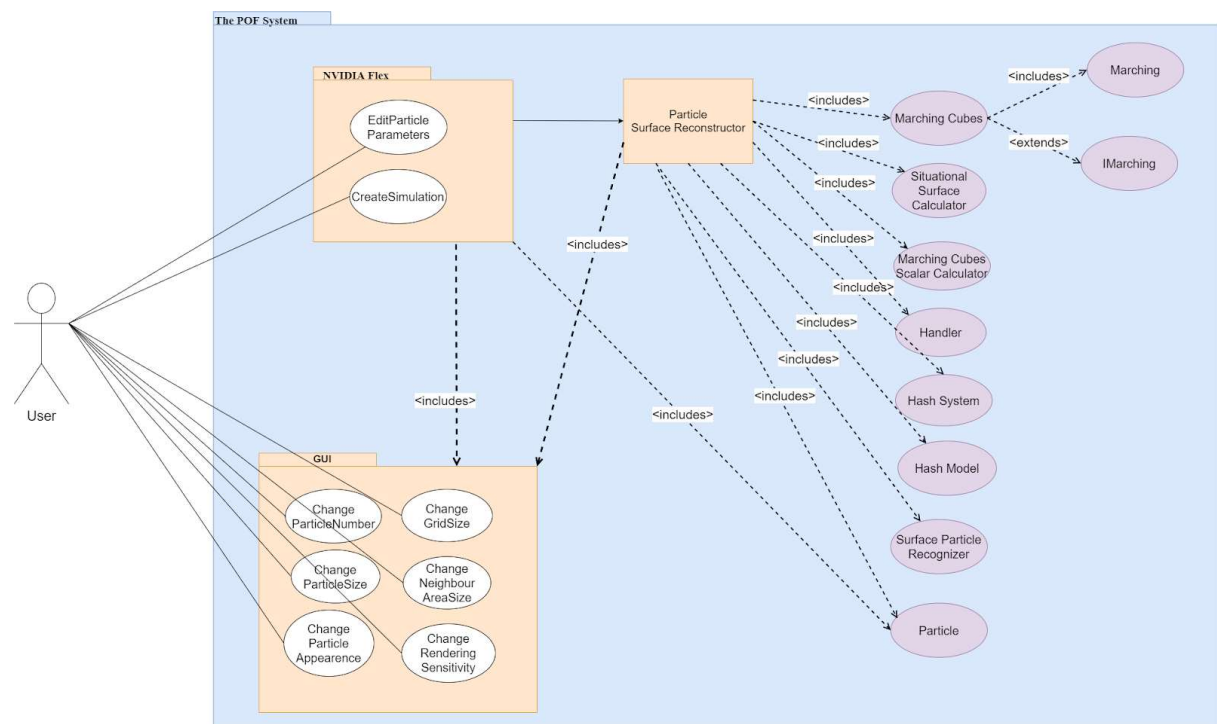 The POF System
NVIDIA Flex
EditParticle
Parameters
CreateSimulation
Particle
Surface Reconstructor
<includes>
Marching Cubes
<includes>
Marching
<extends>
IMarching
<includes>
Situational
Surface
Calculator
<includes>
Marching Cubes
Scalar Calculator
<includes>
Handler
<includes>
Hash System
<includes>
Hash Model
<includes>
Surface Particle
Recognizer
<includes>
Particle
<includes>
<includes>
<includes>
User
GUI
Change
ParticleNumber
Change
GridSize
Change
ParticleSize
Change
Neighbour
AreaSize
Change
Particle
Appearence
Change
Rendering
Sensitivity